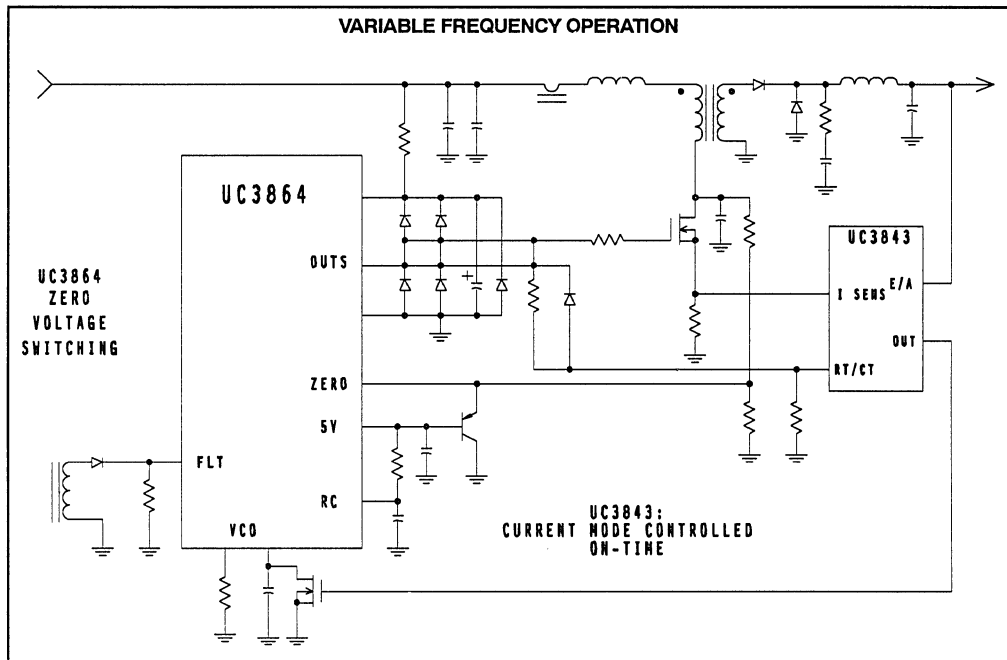 VARIABLE FREQUENCY OPERATION
UC3864
UC3843
OUTS
UC3864
ZERO
VOLTAGE
SWITCHING
I SENS
E/A
OUT
RT/CT
ZERO
5V
FLT
RC
VCO
UC3843:
CURRENT MODE CONTROLLED
ON-TIME